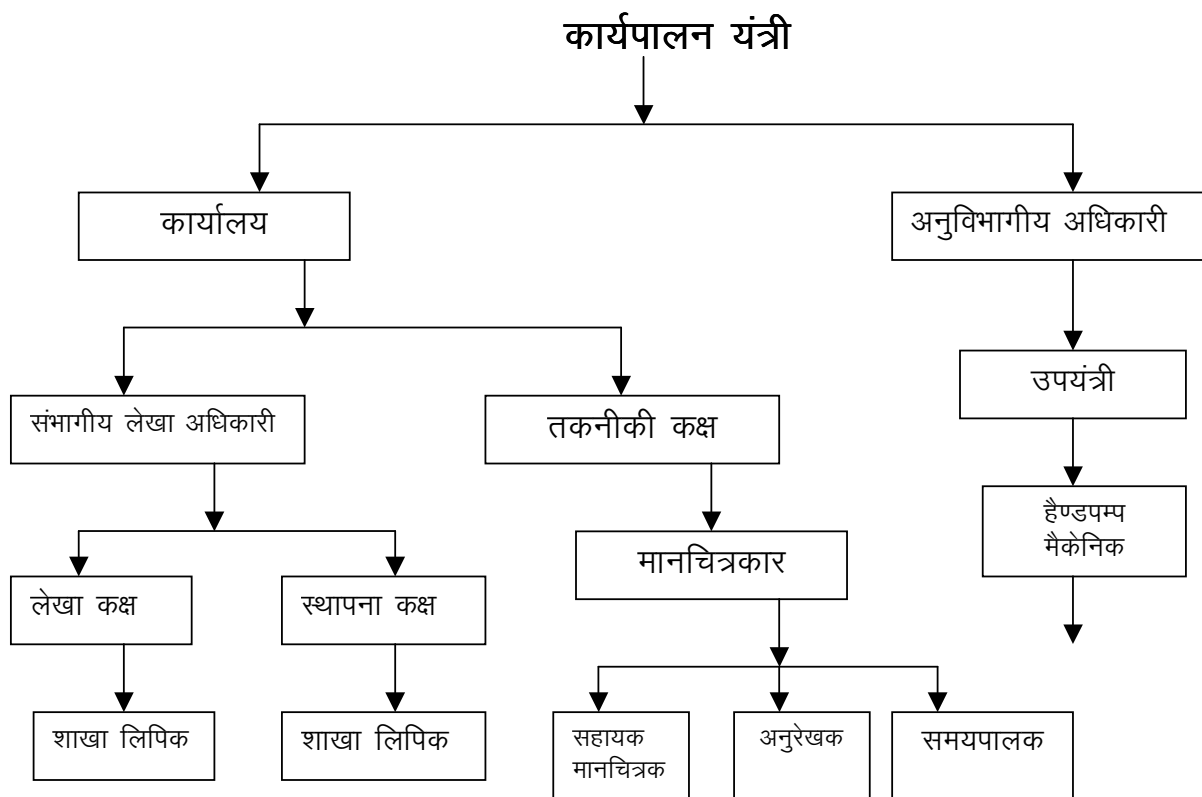 कार्यपालन यंत्री
कार्यालय
अनुविभागीय अधिकारी
उपयंत्री
संभागीय लेखा अधिकारी
तकनीकी कक्ष
हैण्डपम्प
मैकेनिक
मानचित्रकार
लेखा कक्ष
स्थापना कक्ष
शाखा लिपिक
शाखा लिपिक
सहायक
मानचित्रक
अनुरेखक
समयपालक